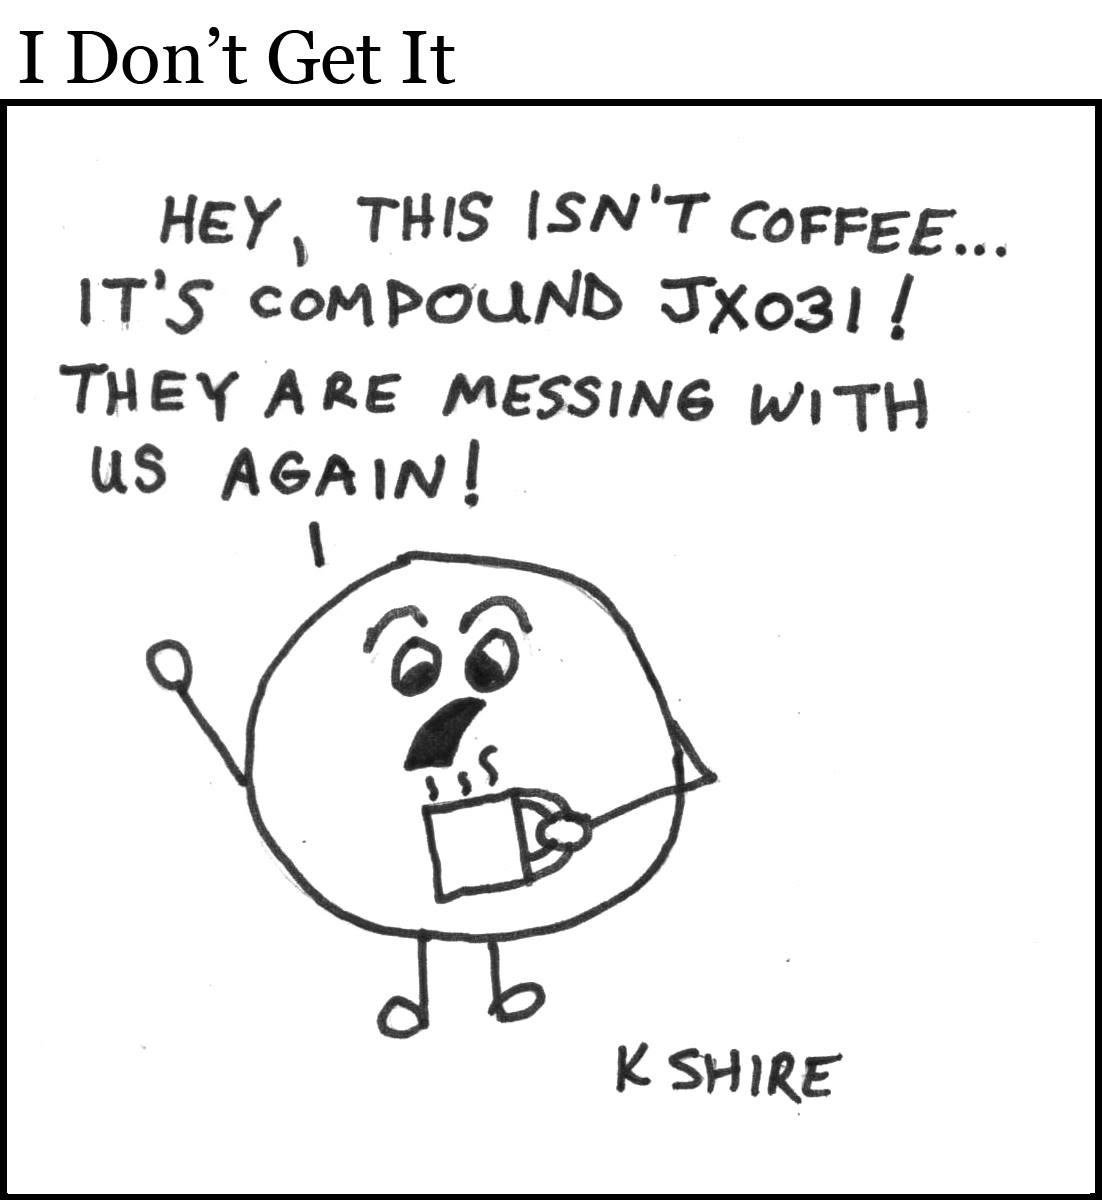 I Don’t Get It
HEY, THIS ISN'T COFFEE...
IT'S COMPOUND JX031!
THEY ARE MESSING WITH
US AGAIN!
K SHIRE